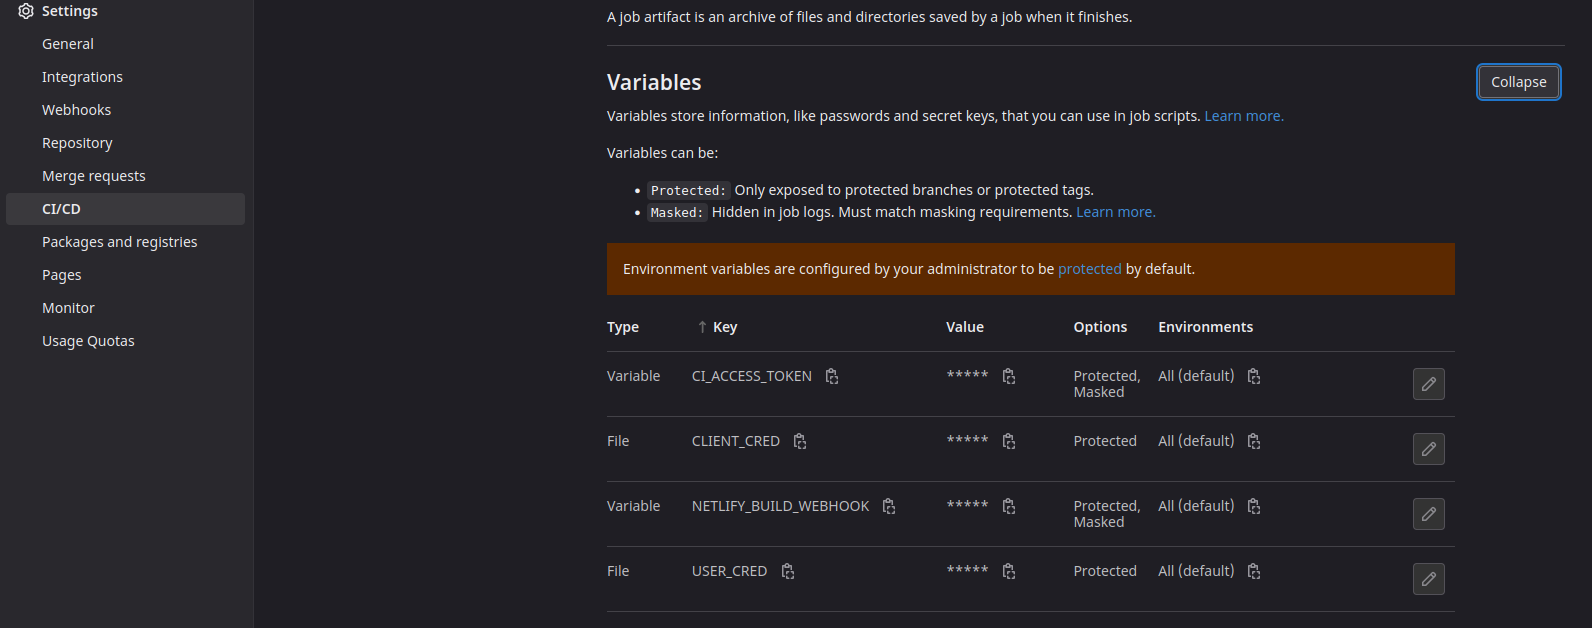 Settings
General
Integrations
Webhooks
Repository
Merge requests
CI/CD
Packages and registries
Pages
Monitor
Usage Quotas
A job artifact is an archive of files and directories saved by a job when it finishes.
Variables
Collapse
Variables store information, like passwords and secret keys, that you can use in job scripts. Learn more.
Variables can be:
• Protected: Only exposed to protected branches or protected tags.
• Masked: Hidden in job logs. Must match masking requirements. Learn more.
Environment variables are configured by your administrator to be protected by default.
Type ↑ Key Value Options Environments
Variable CI_ACCESS_TOKEN ***** Protected, All (default)
Masked
File CLIENT_CRED ***** Protected All (default)
Variable NETLIFY_BUILD_WEBHOOK ***** Protected, All (default)
Masked
File USER_CRED ***** Protected All (default)